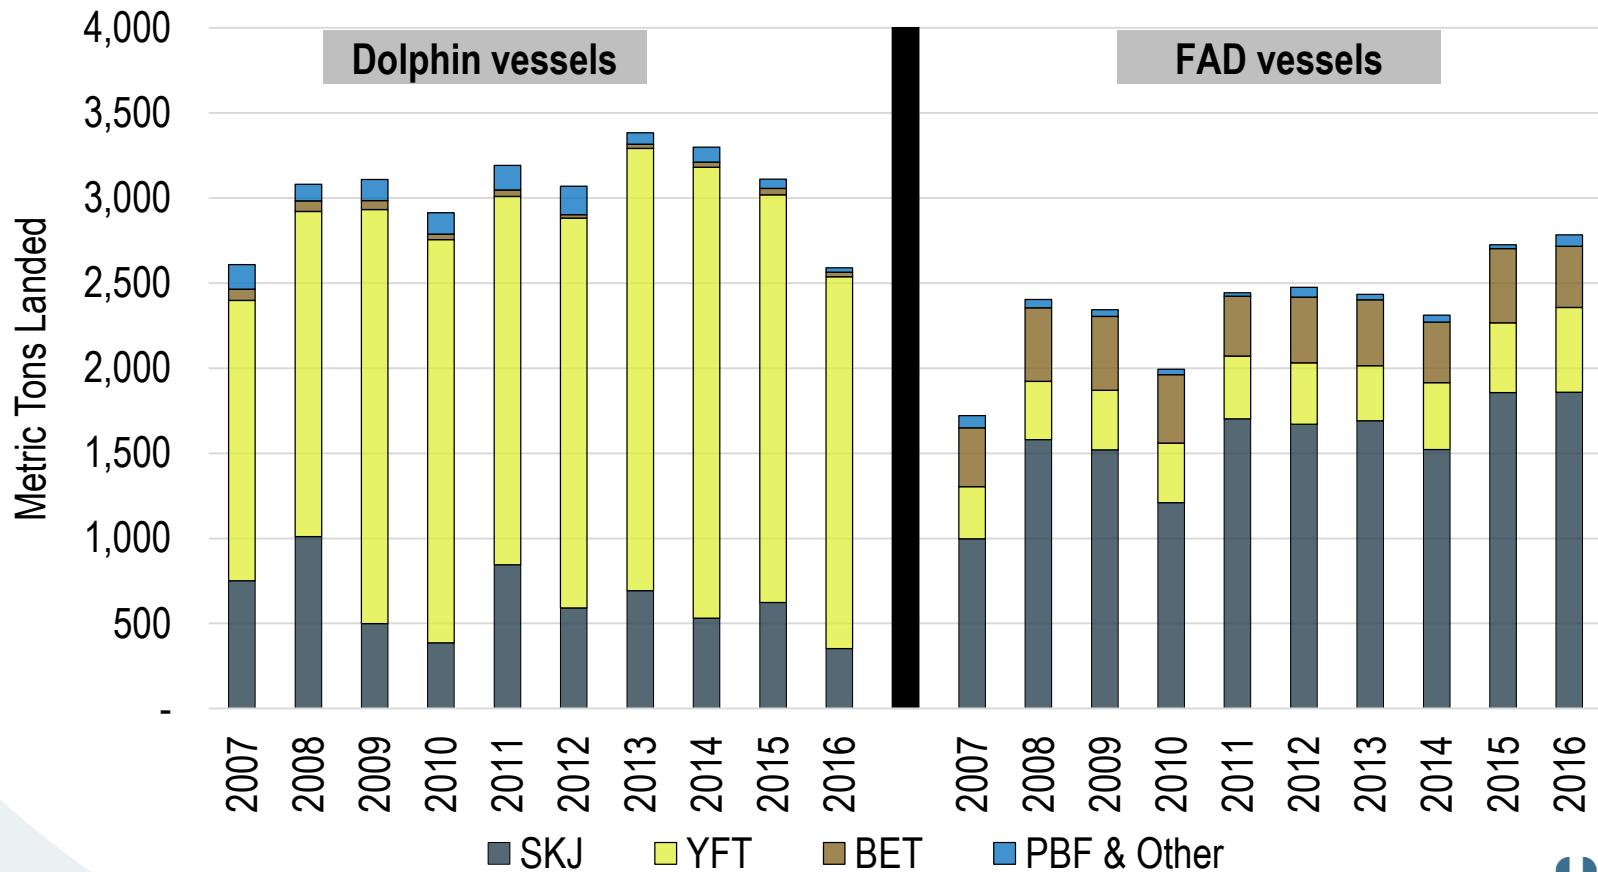 4,000
3,500
3,000
2,500
2,000
1,500
1,000
500
-
Metric Tons Landed
Dolphin vessels
FAD vessels
2007 2008 2009 2010 2011 2012 2013 2014 2015 2016 2007 2008 2009 2010 2011 2012 2013 2014 2015 2016
SKJ YFT BET PBF & Other